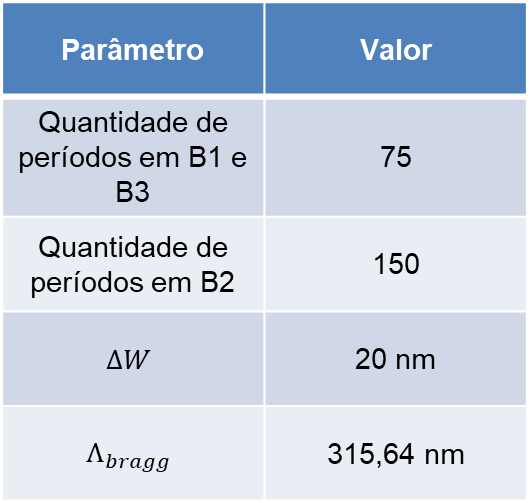 Parâmetro Valor
Quantidade de
períodos em B1 e
B3
75
Quantidade de
períodos em B2
150
Δ𝑊 20 nm
Λ𝑏𝑟𝑎𝑔𝑔 315,64 nm